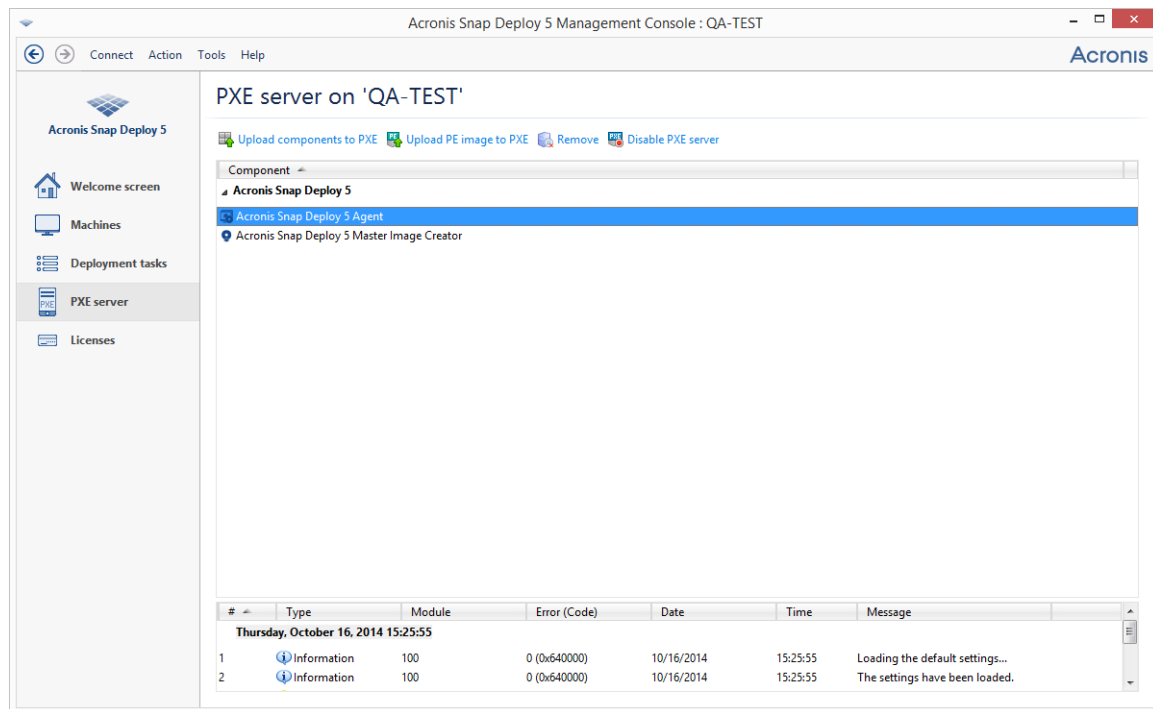 Acronis Snap Deploy 5 Management Console : QA-TEST
Connect Action Tools Help
Acronis
Acronis Snap Deploy 5
Welcome screen
Machines
Deployment tasks
PXE
PXE server
Licenses
PXE server on 'QA-TEST'
Upload components to PXE Upload PE image to PXE Remove Disable PXE server
Component
Acronis Snap Deploy 5
Acronis Snap Deploy 5 Agent
Acronis Snap Deploy 5 Master Image Creator
# Type Module Error (Code) Date Time Message
Thursday, October 16, 2014 15:25:55
1 Information 100 0 (0x640000) 10/16/2014 15:25:55 Loading the default settings...
2 Information 100 0 (0x640000) 10/16/2014 15:25:55 The settings have been loaded.